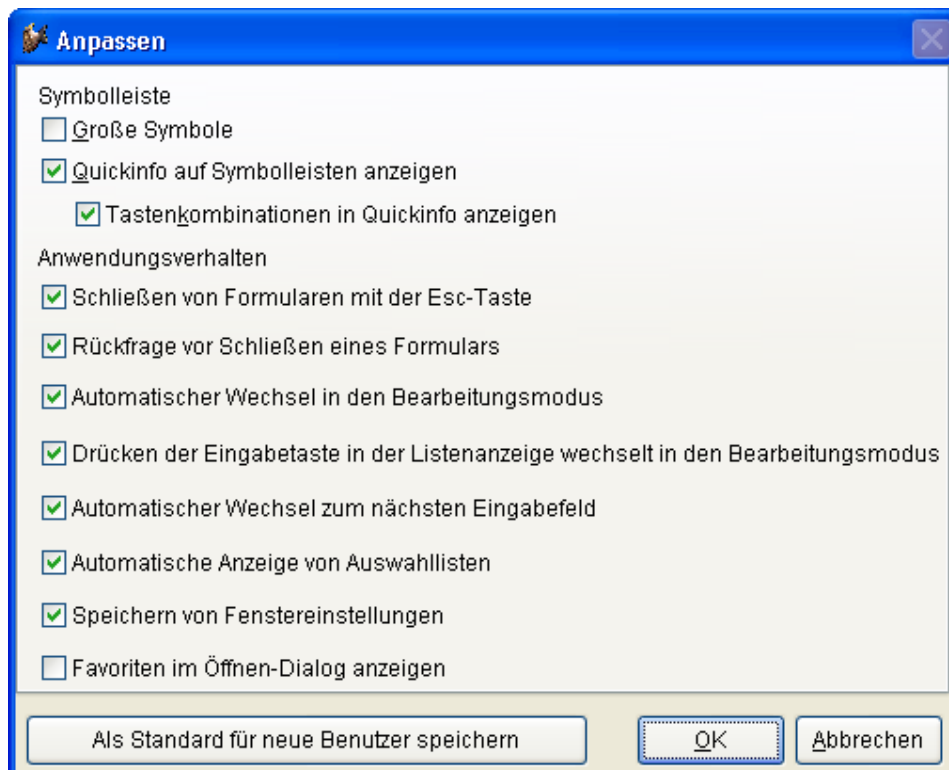 Anpassen
Symbolleiste
Große Symbole
Quickinfo auf Symbolleisten anzeigen
Tastenkombinationen in Quickinfo anzeigen
Anwendungsverhalten
Schließen von Formularen mit der Esc-Taste
Rückfrage vor Schließen eines Formulars
Automatischer Wechsel in den Bearbeitungsmodus
Drücken der Eingabetaste in der Listenanzeige wechselt in den Bearbeitungsmodus
Automatischer Wechsel zum nächsten Eingabefeld
Automatische Anzeige von Auswahllisten
Speichern von Fenstereinstellungen
Favoriten im Öffnen-Dialog anzeigen
Als Standard für neue Benutzer speichern OK Abbrechen